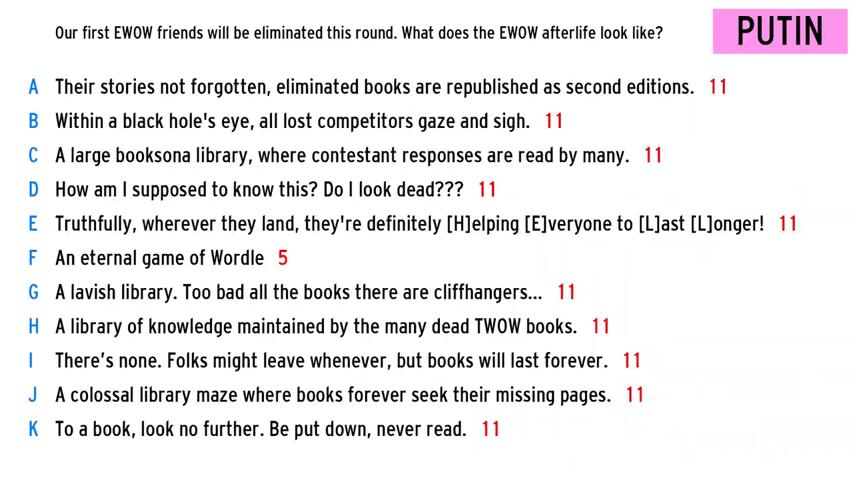 Our first EWOW friends will be eliminated this round. What does the EWOW afterlife look like?
PUTIN
A Their stories not forgotten, eliminated books are republished as second editions. 11
B Within a black hole's eye, all lost competitors gaze and sigh. 11
C A large booksona library, where contestant responses are read by many. 11
D How am I supposed to know this? Do I look dead??? 11
E Truthfully, wherever they land, they're definitely [H]elping [E]veryone to [L]ast [L]onger! 11
F An eternal game of Wordle 5
G A lavish library. Too bad all the books there are cliffhangers... 11
H A library of knowledge maintained by the many dead TWOW books. 11
I There’s none. Folks might leave whenever, but books will last forever. 11
J A colossal library maze where books forever seek their missing pages. 11
K To a book, look no further. Be put down, never read. 11